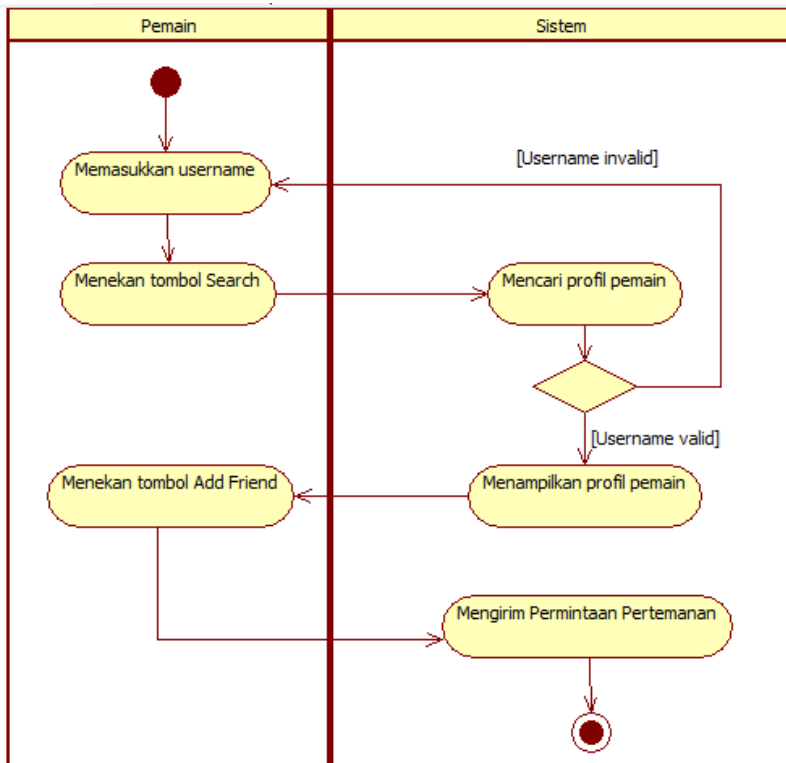 Pemain
Sistem
Memasukkan username
[Username invalid]
Menekan tombol Search
Mencari profil pemain
[Username valid]
Menekan tombol Add Friend
Menampilkan profil pemain
Mengirim Permintaan Pertemanan